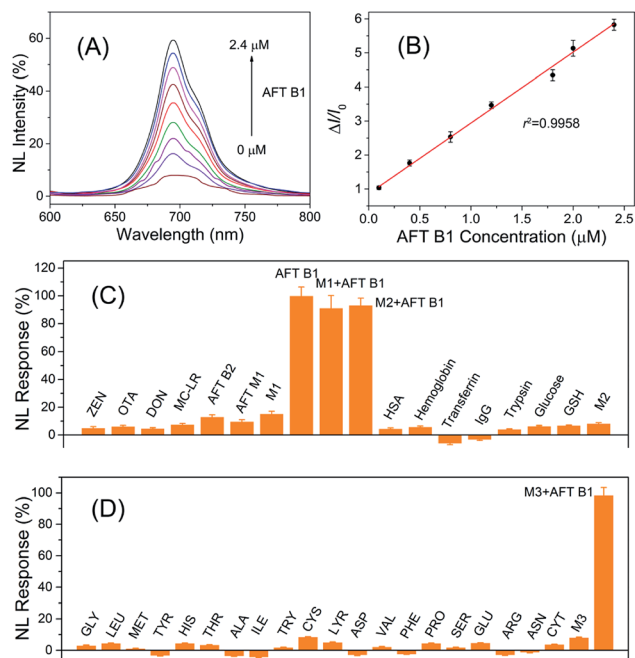 (A)
2.4 μM
AFT B1
0 μM
NL Intensity (%)
60
40
20
0
600 650 700 750 800
Wavelength (nm)
(B)
r²=0.9958
ΔI/I₀
6
5
4
3
2
1
0.0 0.5 1.0 1.5 2.0 2.5
AFT B1 Concentration (μM)
(C)
NL Response (%)
120
100
80
60
40
20
0
ZEN
OTA
DON
MC-LR
AFT B2
AFT M1
M1
AFT B1
M1+AFT B1
M2+AFT B1
HSA
Hemoglobin
Transferrin
IgG
Trypsin
Glucose
GSH
M2
(D)
NL Response (%)
100
80
60
40
20
0
GLY
LEU
MET
TYR
HIS
THR
ALA
ILE
TRY
CYS
LYR
ASP
VAL
PHE
PRO
SER
GLU
ARG
ASN
CYT
M3
M3+AFT B1